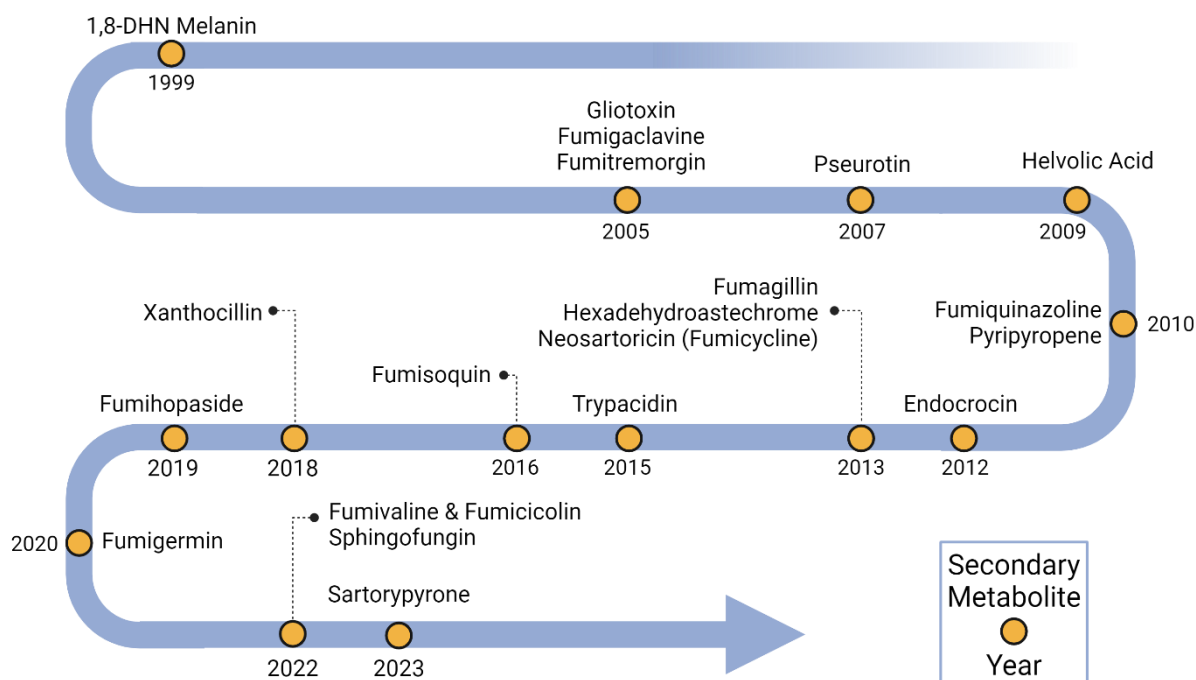 1,8-DHN Melanin
1999
Gliotoxin
Fumigaclavine
Fumitremorgin
2005
Pseurotin
2007
Helvolic Acid
2009
Fumiquinazoline
Pyripyropene
2010
Endocrocin
2012
Fumagillin
Hexadehydroastechrome
Neosartoricin (Fumicycline)
2013
Trypacidin
2015
Fumisoquin
2016
Xanthocillin
2018
Fumihopaside
2019
2020
Fumigermin
Fumivaline & Fumicicolin
Sphingofungin
2022
Sartorypyrone
2023
Secondary
Metabolite
Year